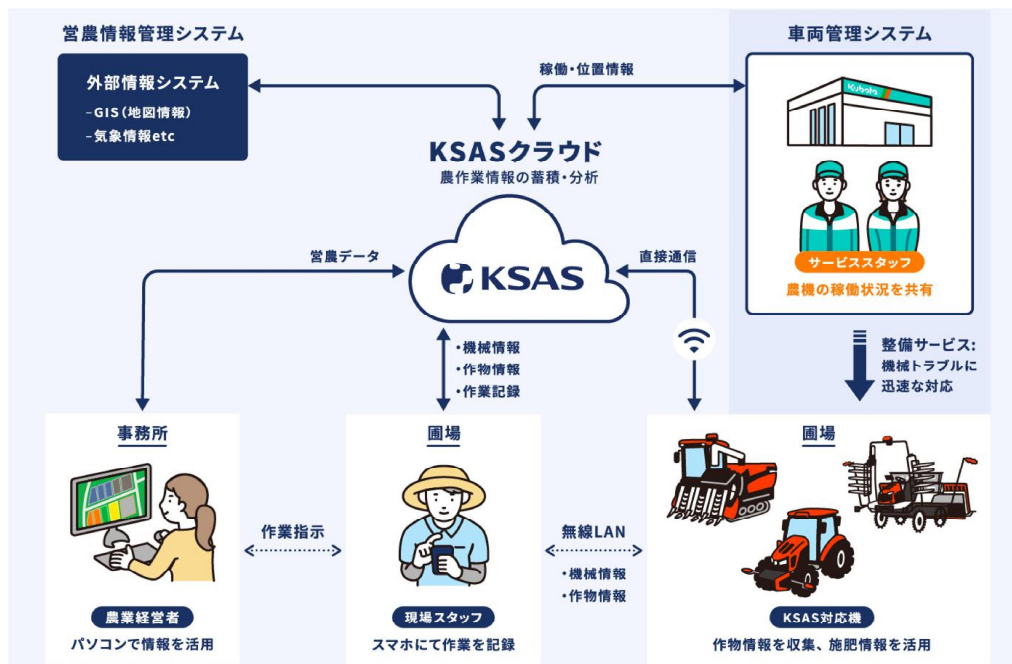 営農情報管理システム
外部情報システム
–GIS（地図情報）
–気象情報etc
稼働・位置情報
車両管理システム
Kubota
サービススタッフ
農機の稼働状況を共有
KSASクラウド
農作業情報の蓄積・分析
KSAS
営農データ
直接通信
・機械情報
・作物情報
・作業記録
整備サービス:
機械トラブルに
迅速な対応
事務所
農業経営者
パソコンで情報を活用
作業指示
圃場
現場スタッフ
スマホにて作業を記録
無線LAN
・機械情報
・作物情報
圃場
KSAS対応機
作物情報を収集、施肥情報を活用